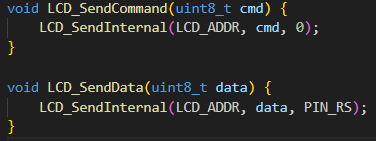 void LCD_SendCommand(uint8_t cmd) {
    LCD_SendInternal(LCD_ADDR, cmd, 0);
}

void LCD_SendData(uint8_t data) {
    LCD_SendInternal(LCD_ADDR, data, PIN_RS);
}